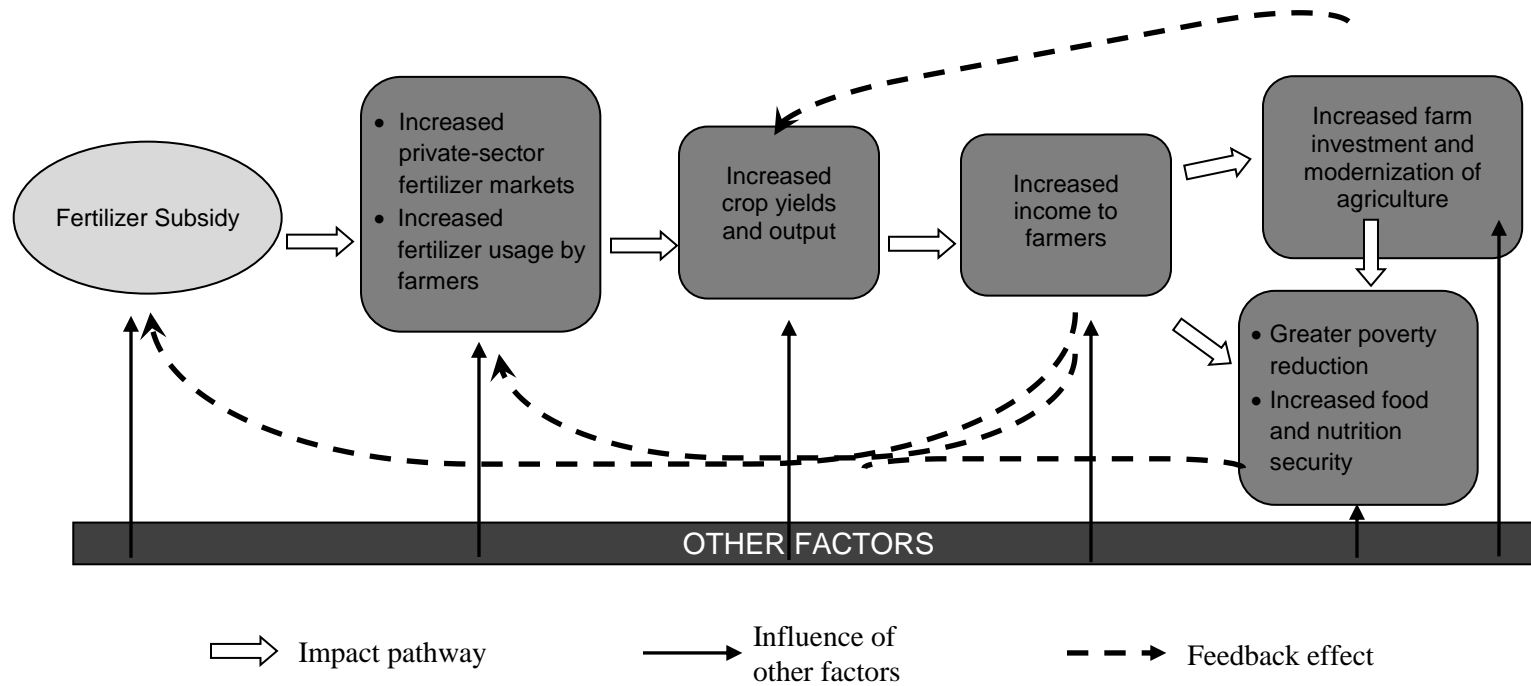 Fertilizer Subsidy
• Increased
private-sector
fertilizer markets
• Increased
fertilizer usage by
farmers
Increased
crop yields
and output
Increased
income to
farmers
Increased farm
investment and
modernization of
agriculture
• Greater poverty
reduction
• Increased food
and nutrition
security
OTHER FACTORS
Impact pathway
Influence of
other factors
Feedback effect